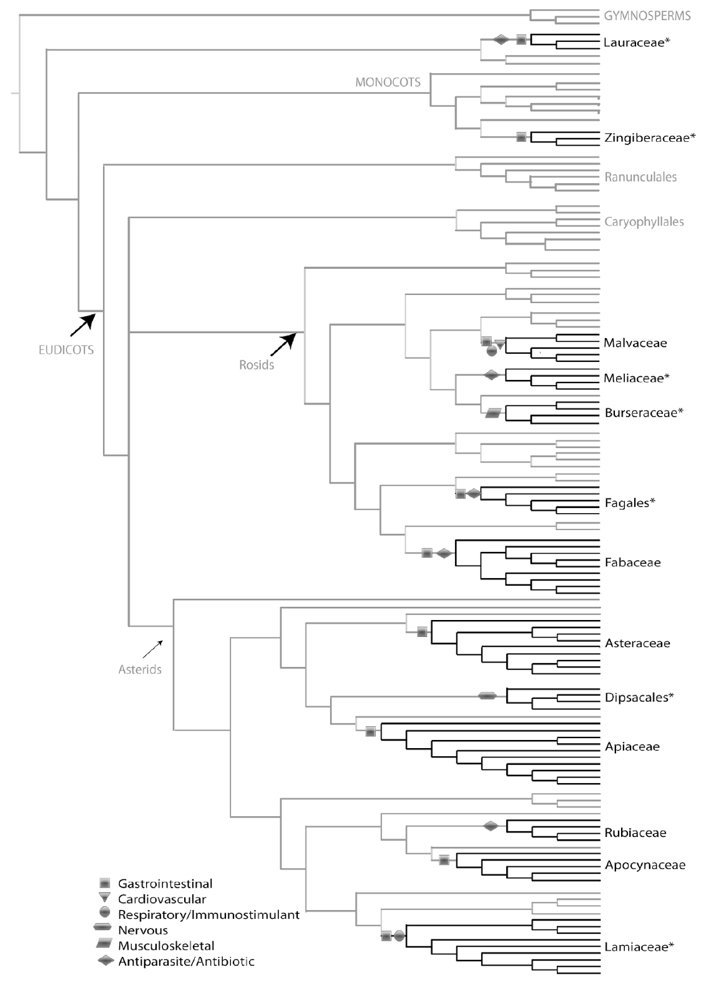 GYMNOSPERMS
Lauraceae*
MONOCOTS
Zingiberaceae*
Ranunculales
Caryophyllales
EUDICOTS
Rosids
Malvaceae
Meliaceae*
Burseraceae*
Fagales*
Fabaceae
Asterids
Asteraceae
Dipsacales*
Apiaceae
Rubiaceae
Apocynaceae
Lamiaceae*
Gastrointestinal
Cardiovascular
Respiratory/Immunostimulant
Nervous
Musculoskeletal
Antiparasite/Antibiotic